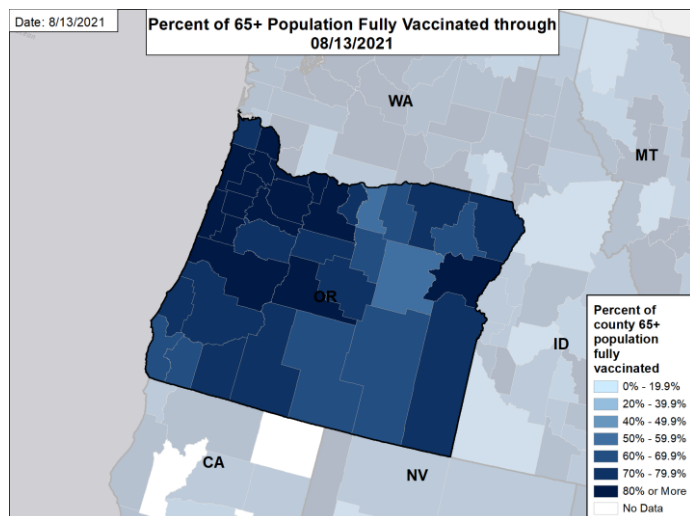 Date: 8/13/2021
Percent of 65+ Population Fully Vaccinated through
08/13/2021
WA
MT
OR
ID
CA
NV
Percent of
county 65+
population
fully
vaccinated
0% - 19.9%
20% - 39.9%
40% - 49.9%
50% - 59.9%
60% - 69.9%
70% - 79.9%
80% or More
No Data